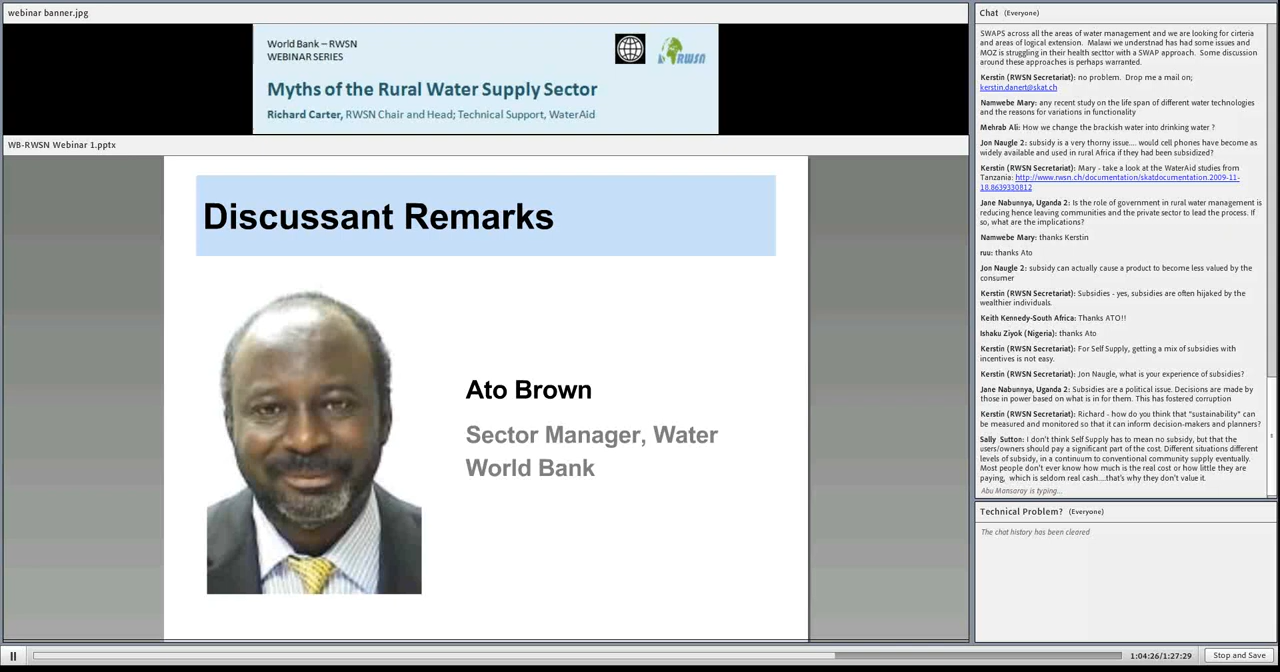 webinar banner.jpg
World Bank – RWSN
WEBINAR SERIES
RWSN
Myths of the Rural Water Supply Sector
Richard Carter, RWSN Chair and Head; Technical Support, WaterAid
WB-RWSN Webinar 1.pptx
Discussant Remarks
Ato Brown
Sector Manager, Water
World Bank
Chat (Everyone)
SWAPS across all the areas of water management and we are looking for cirteria
and areas of logical extension. Malawi we understnad has had some issues and
MOZ is struggling in their health sector with a SWAP approach. Some discussion
around these approaches is perhaps warranted.
Kerstin (RWSN Secretariat): no problem. Drop me a mail on;
kerstin.danert@skat.ch
Namwebe Mary: any recent study on the life span of different water technologies
and the reasons for variations in functionality
Mehrab Ali: How we change the brackish water into drinking water ?
Jon Naugle 2: subsidy is a very thorny issue.... would cell phones have become as
widely available and used in rural Africa if they had been subsidized?
Kerstin (RWSN Secretariat): Mary - take a look at the WaterAid studies from
Tanzania: http://www.rwsn.ch/documentation/skatdocumentation.2009-11-
18.8639330812
Jane Nabunnya, Uganda 2: Is the role of government in rural water management is
reducing hence leaving communities and the private sector to lead the process. If
so, what are the implications?
Namwebe Mary: thanks Kerstin
ruu: thanks Ato
Jon Naugle 2: subsidy can actually cause a product to become less valued by the
consumer
Kerstin (RWSN Secretariat): Subsidies - yes, subsidies are often hijaked by the
wealthier individuals.
Keith Kennedy-South Africa: Thanks ATO!!
Ishaku Ziyok (Nigeria): thanks Ato
Kerstin (RWSN Secretariat): For Self Supply, getting a mix of subsidies with
incentives is not easy.
Kerstin (RWSN Secretariat): Jon Naugle, what is your experience of subsidies?
Jane Nabunnya, Uganda 2: Subsidies are a political issue. Decisions are made by
those in power based on what is in for them. This has fostered corruption
Kerstin (RWSN Secretariat): Richard - how do you think that "sustainability" can
be measured and monitored so that it can inform decision-makers and planners?
Sally Sutton: I don't think Self Supply has to mean no subsidy, but that the
users/owners should pay a significant part of the cost. Different situations different
levels of subsidy, in a continuum to conventional community supply eventually.
Most people don't ever know how much is the real cost or how little they are
paying, which is seldom real cash....that's why they don't value it.
Abu Mansaray is typing...
Technical Problem? (Everyone)
The chat history has been cleared
1:04:26/1:27:29
Stop and Save